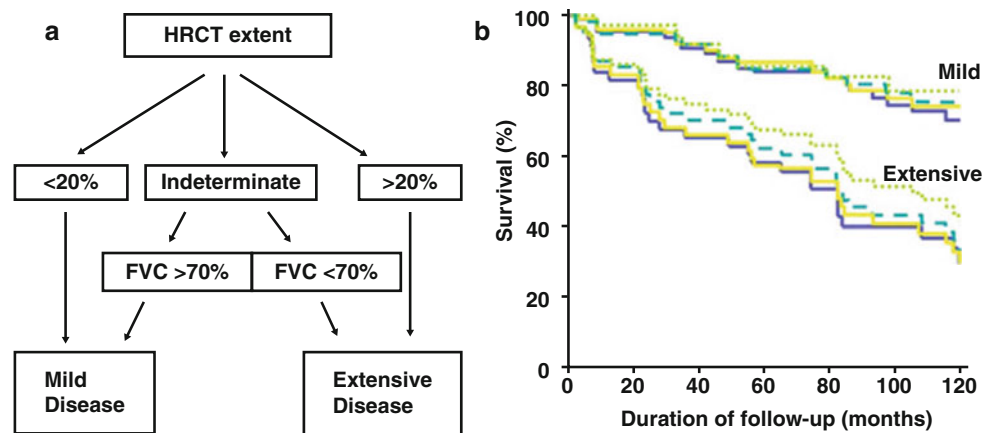 a
HRCT extent
<20%
Indeterminate
>20%
FVC >70%
FVC <70%
Mild
Disease
Extensive
Disease
b
Survival (%)
100
80
60
40
20
0
Mild
Extensive
0 20 40 60 80 100 120
Duration of follow-up (months)